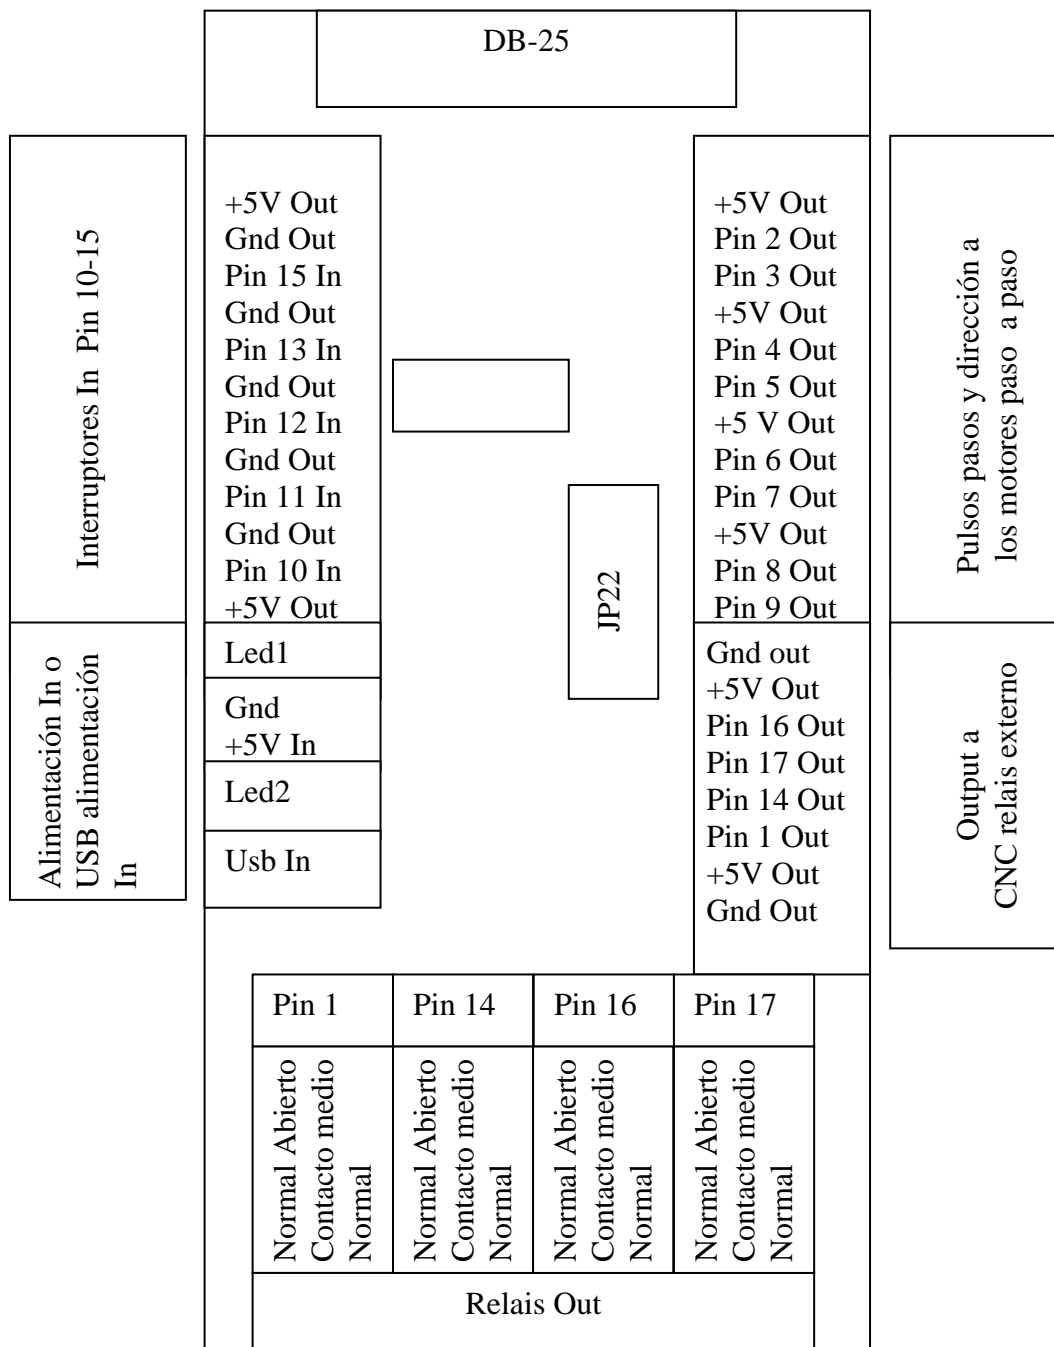 DB-25
Interruptores In  Pin 10-15
+5V Out
Gnd Out
Pin 15 In
Gnd Out
Pin 13 In
Gnd Out
Pin 12 In
Gnd Out
Pin 11 In
Gnd Out
Pin 10 In
+5V Out
Alimentación In o
USB alimentación
In
Led1
Gnd
+5V In
Led2
Usb In
JP22
+5V Out
Pin 2 Out
Pin 3 Out
+5V Out
Pin 4 Out
Pin 5 Out
+5 V Out
Pin 6 Out
Pin 7 Out
+5V Out
Pin 8 Out
Pin 9 Out
Pulsos pasos y dirección a
los motores paso  a paso
Gnd out
+5V Out
Pin 16 Out
Pin 17 Out
Pin 14 Out
Pin 1 Out
+5V Out
Gnd Out
Output a
CNC relais externo
Pin 1
Normal Abierto
Contacto medio
Normal
Pin 14
Normal Abierto
Contacto medio
Normal
Pin 16
Normal Abierto
Contacto medio
Normal
Pin 17
Normal Abierto
Contacto medio
Normal
Relais Out